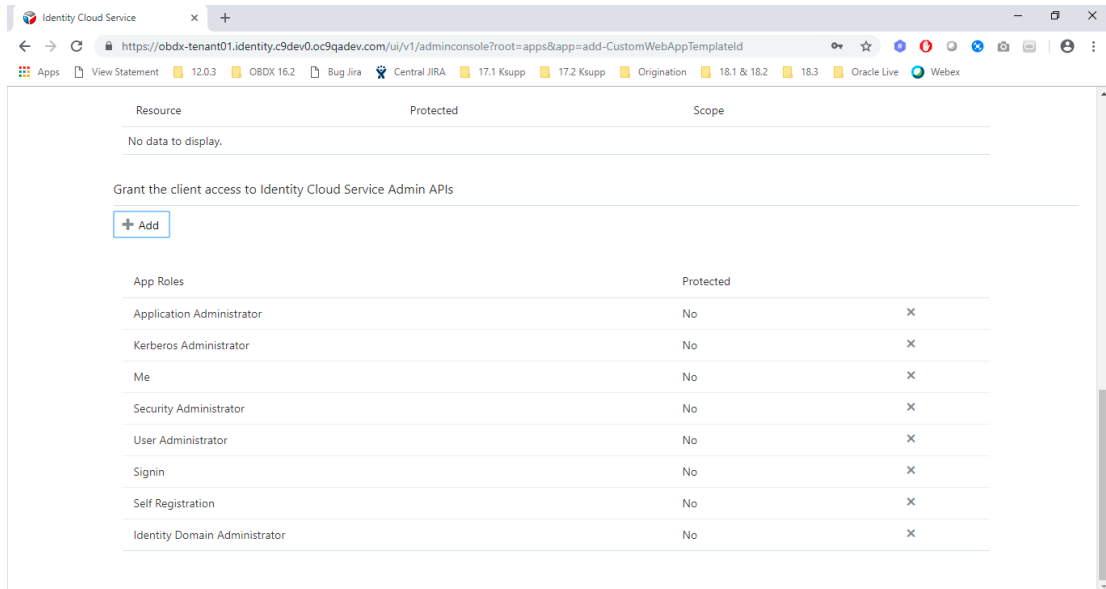 Identity Cloud Service
https://obdx-tenant01.identity.c9dev0.oc9qadev.com/ui/v1/adminconsole?root=apps&app=add-CustomWebAppTemplateId
Apps View Statement 12.0.3 OBDX 16.2 Bug Jira Central JIRA 17.1 Ksupp 17.2 Ksupp Origination 18.1 & 18.2 18.3 Oracle Live Webex
Resource Protected Scope
No data to display.
Grant the client access to Identity Cloud Service Admin APIs
+ Add
App Roles Protected
Application Administrator No
Kerberos Administrator No
Me No
Security Administrator No
User Administrator No
Signin No
Self Registration No
Identity Domain Administrator No